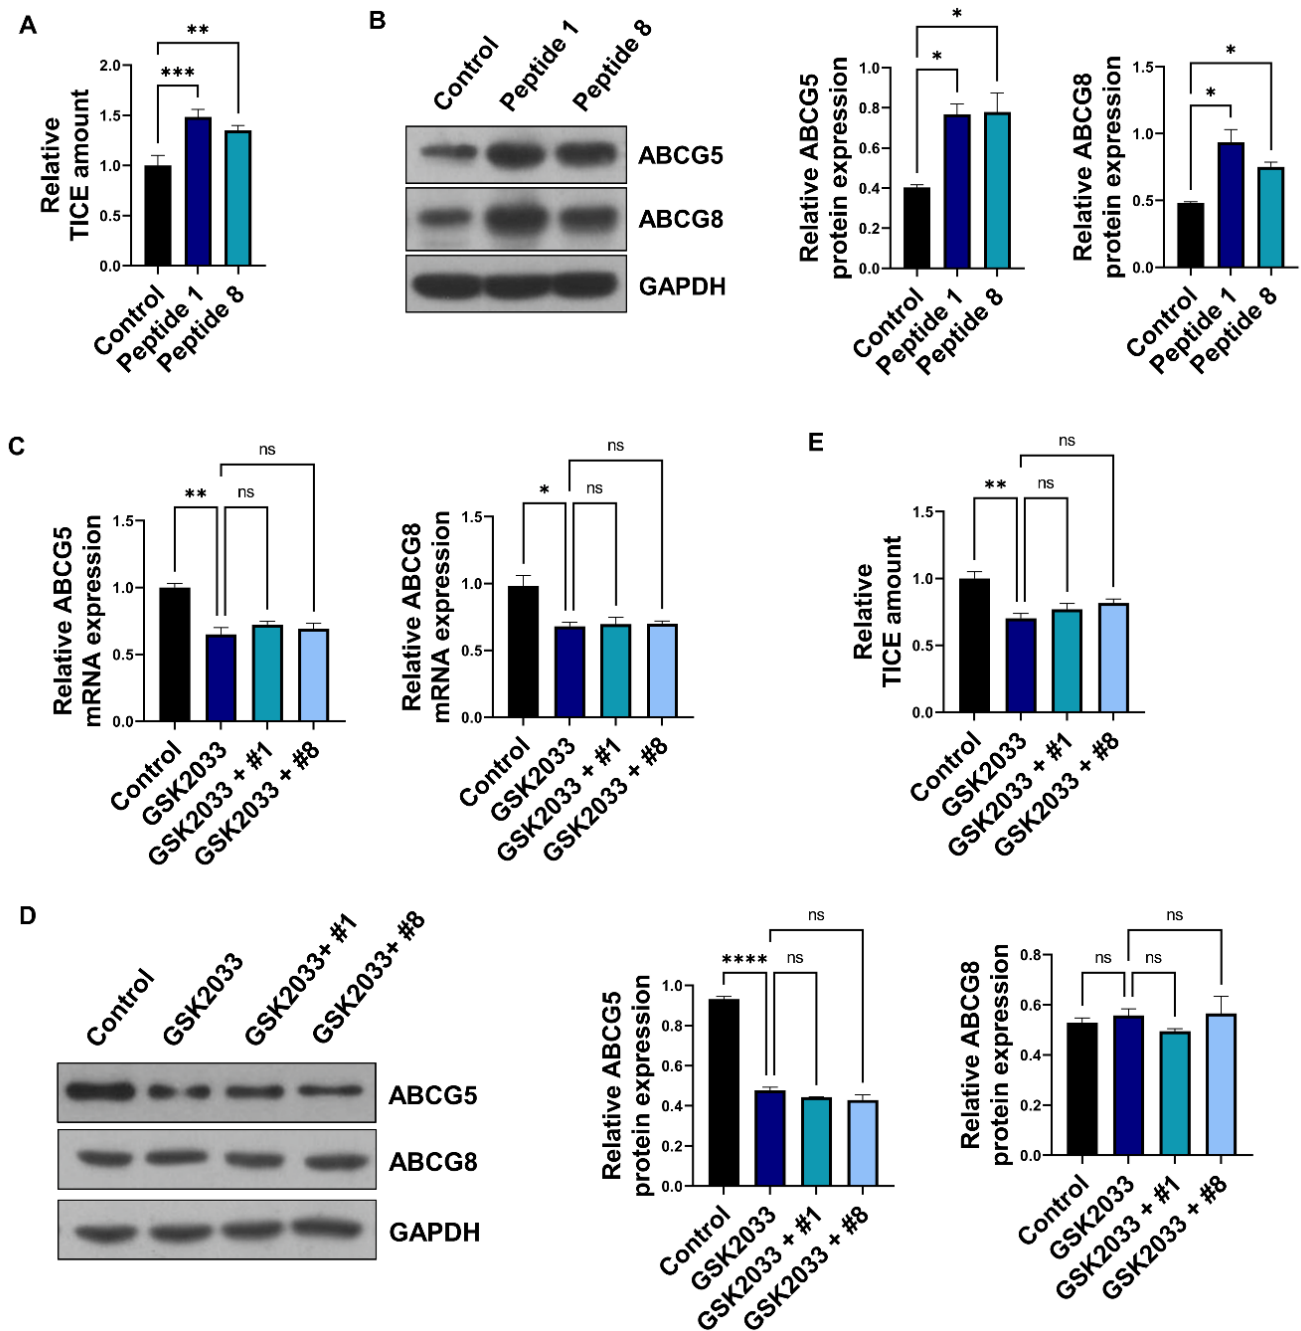 A
Relative
TICE amount
**
***
2.0
1.5
1.0
0.5
0.0
Control
Peptide 1
Peptide 8
B
Control
Peptide 1
Peptide 8
ABCG5
ABCG8
GAPDH
Relative ABCG5
protein expression
*
*
1.0
0.8
0.6
0.4
0.2
0.0
Control
Peptide 1
Peptide 8
Relative ABCG8
protein expression
*
*
1.5
1.0
0.5
0.0
Control
Peptide 1
Peptide 8
C
Relative ABCG5
mRNA expression
ns
**
ns
1.5
1.0
0.5
0.0
Control
GSK2033
GSK2033 + #1
GSK2033 + #8
Relative ABCG8
mRNA expression
ns
*
ns
1.5
1.0
0.5
0.0
Control
GSK2033
GSK2033 + #1
GSK2033 + #8
E
Relative
TICE amount
ns
**
ns
1.5
1.0
0.5
0.0
Control
GSK2033
GSK2033 + #1
GSK2033 + #8
D
Control
GSK2033
GSK2033+ #1
GSK2033+ #8
ABCG5
ABCG8
GAPDH
Relative ABCG5
protein expression
ns
****
ns
1.0
0.8
0.6
0.4
0.2
0.0
Control
GSK2033
GSK2033 + #1
GSK2033 + #8
Relative ABCG8
protein expression
ns
ns
ns
0.8
0.6
0.4
0.2
0.0
Control
GSK2033
GSK2033 + #1
GSK2033 + #8